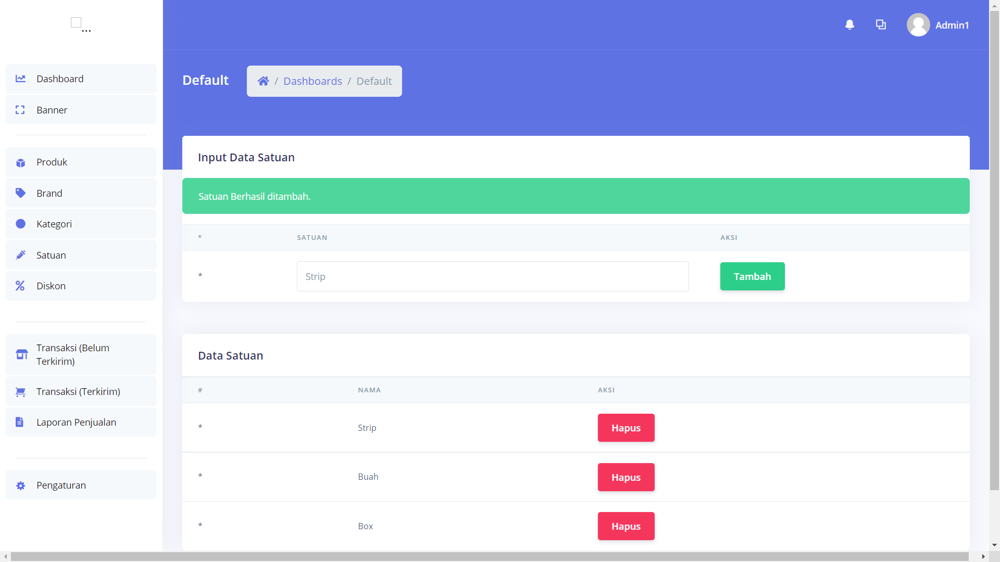 ...
Dashboard
Banner
Produk
Brand
Kategori
Satuan
Diskon
Transaksi (Belum
Terkirim)
Transaksi (Terkirim)
Laporan Penjualan
Pengaturan
Admin1
Default
/ Dashboards / Default
Input Data Satuan
Satuan Berhasil ditambah.
* SATUAN AKSI
* Strip Tambah
Data Satuan
# NAMA AKSI
* Strip Hapus
* Buah Hapus
* Box Hapus